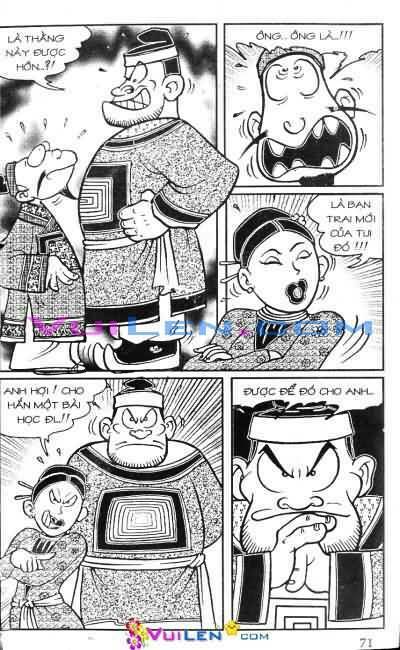 LÀ THẰNG
NÀY ĐƯỢC
HÔN..?!
ÔNG.. ÔNG LÀ..!!!
LÀ BẠN
TRAI MỚI
CỦA TUI
ĐÓ !!!
VuiLen.com
ANH HỢI ! CHO
HẮN MỘT BÀI
HỌC ĐI..!!
ĐƯỢC ĐỂ ĐÓ CHO ANH..
71
VuiLen.com